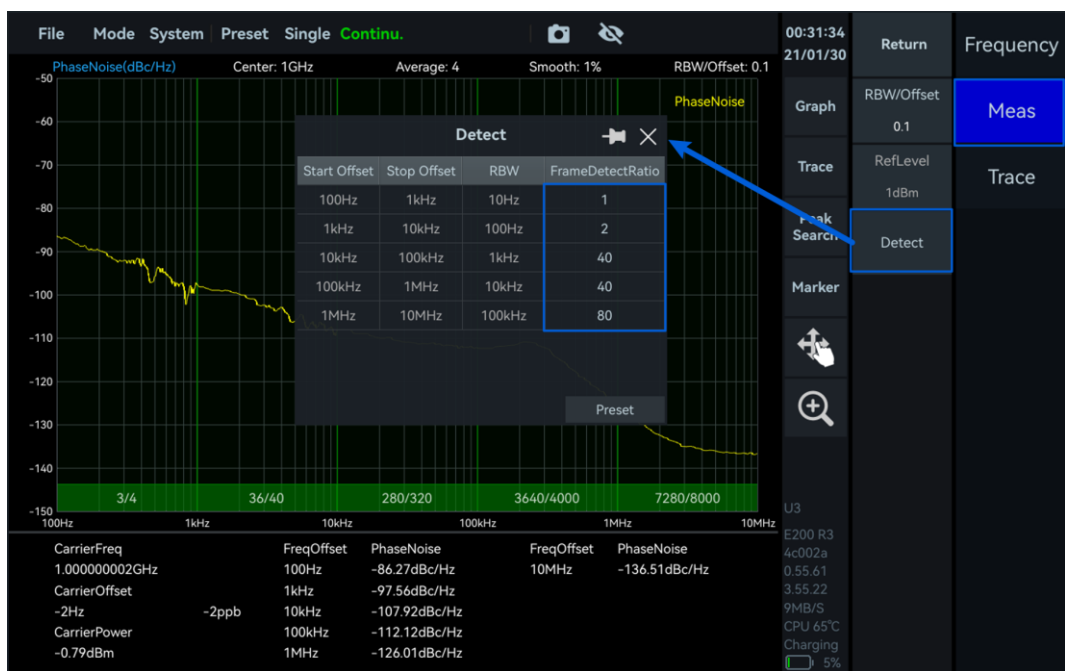 File Mode System Preset Single Continu.
PhaseNoise(dBc/Hz) Center: 1GHz Average: 4 Smooth: 1% RBW/Offset: 0.1
PhaseNoise
-50
-60
-70
-80
-90
-100
-110
-120
-130
-140
-150
Detect
Start Offset Stop Offset RBW FrameDetectRatio
100Hz 1kHz 10Hz 1
1kHz 10kHz 100Hz 2
10kHz 100kHz 1kHz 40
100kHz 1MHz 10kHz 40
1MHz 10MHz 100kHz 80
Preset
3/4 36/40 280/320 3640/4000 7280/8000
100Hz 1kHz 10kHz 100kHz 1MHz 10MHz
CarrierFreq FreqOffset PhaseNoise FreqOffset PhaseNoise
1.000000002GHz 100Hz -86.27dBc/Hz 10MHz -136.51dBc/Hz
CarrierOffset 1kHz -97.56dBc/Hz
-2Hz -2ppb 10kHz -107.92dBc/Hz
CarrierPower 100kHz -112.12dBc/Hz
-0.79dBm 1MHz -126.01dBc/Hz
00:31:34
21/01/30
Graph
Trace
Peak
Search
Marker
U3
E200 R3
4c002a
0.55.61
3.55.22
9MB/S
CPU 65℃
Charging
5%
Return
RBW/Offset
0.1
RefLevel
1dBm
Detect
Frequency
Meas
Trace